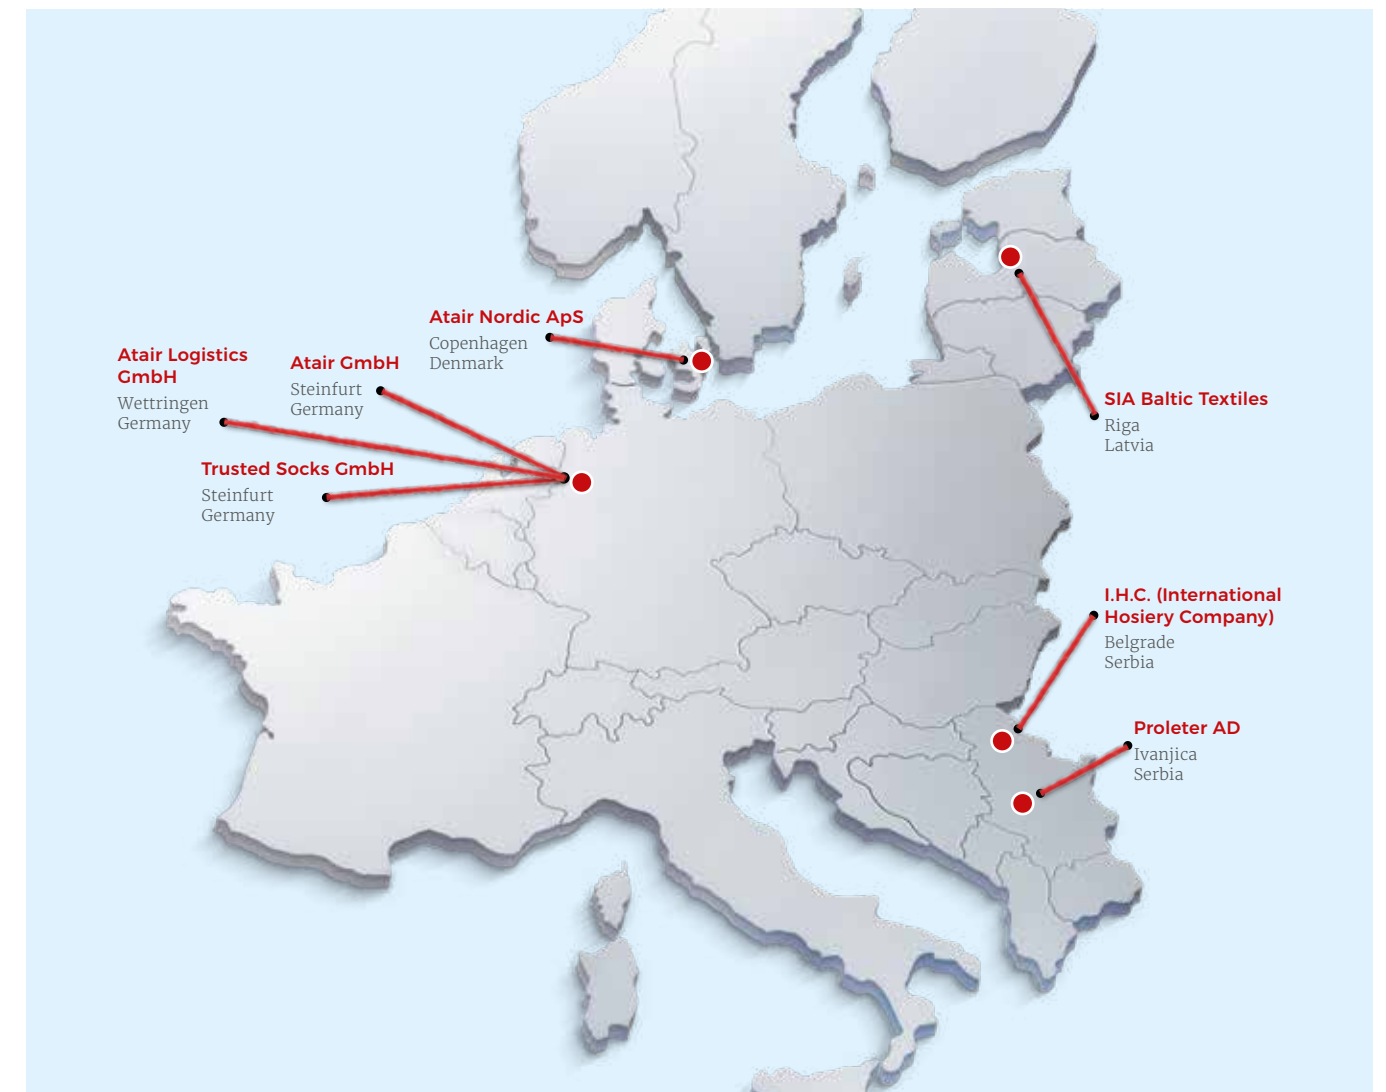 Atair Nordic ApS
Copenhagen
Denmark
Atair Logistics
GmbH
Wettringen
Germany
Atair GmbH
Steinfurt
Germany
Trusted Socks GmbH
Steinfurt
Germany
SIA Baltic Textiles
Riga
Latvia
I.H.C. (International
Hosiery Company)
Belgrade
Serbia
Proleter AD
Ivanjica
Serbia